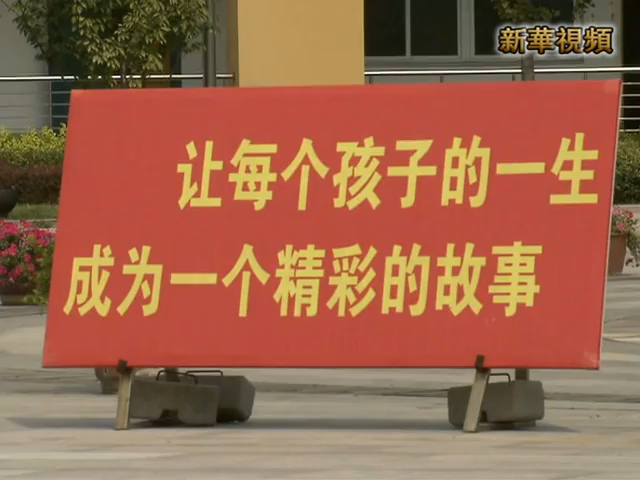 新華視頻
让每个孩子的一生
成为一个精彩的故事